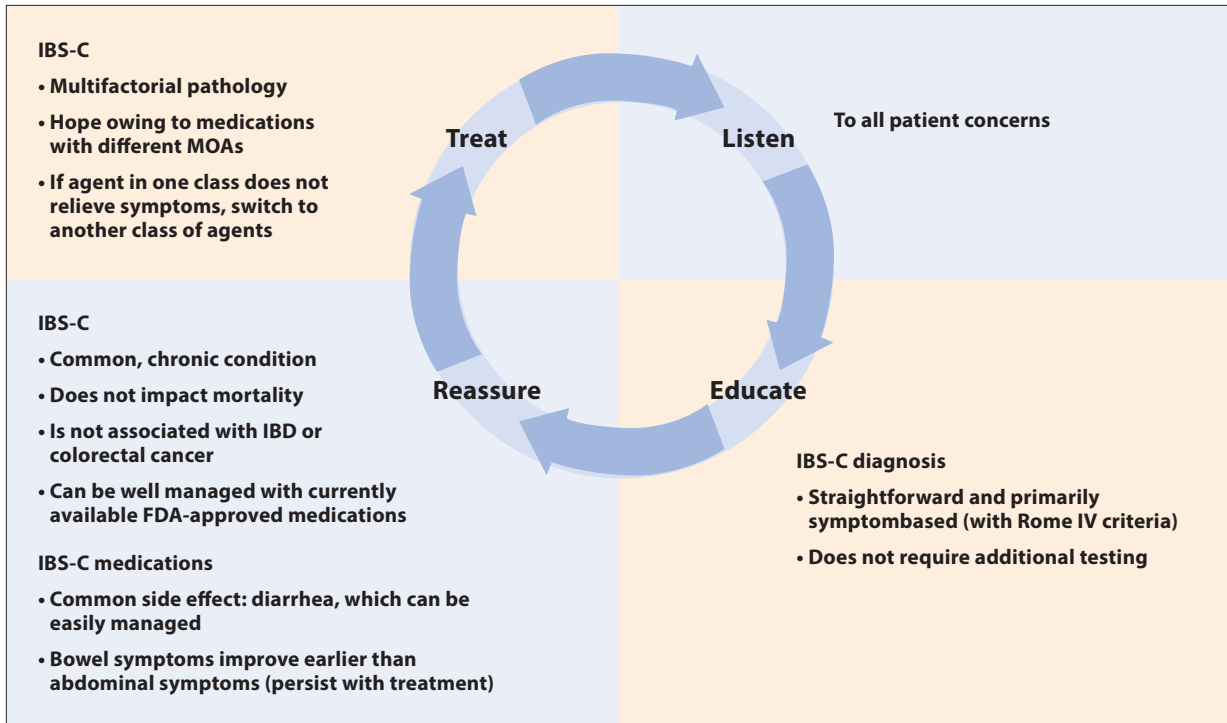 IBS-C
• Multifactorial pathology
• Hope owing to medications
with different MOAs
• If agent in one class does not
relieve symptoms, switch to
another class of agents
Treat
Listen
To all patient concerns
IBS-C
• Common, chronic condition
• Does not impact mortality
• Is not associated with IBD or
colorectal cancer
• Can be well managed with currently
available FDA-approved medications
IBS-C medications
• Common side effect: diarrhea, which can be
easily managed
• Bowel symptoms improve earlier than
abdominal symptoms (persist with treatment)
Reassure
Educate
IBS-C diagnosis
• Straightforward and primarily
symptombased (with Rome IV criteria)
• Does not require additional testing